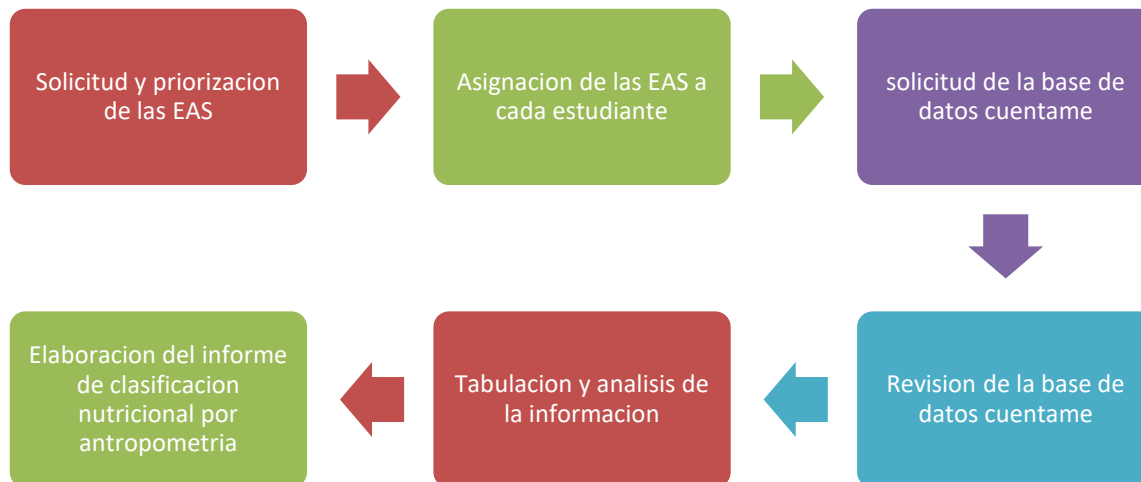 Solicitud y priorizacion
de las EAS
Asignacion de las EAS a
cada estudiante
solicitud de la base de
datos cuentame
Revision de la base de
datos cuentame
Tabulacion y analisis de
la informacion
Elaboracion del informe
de clasificacion
nutricional por
antropometria